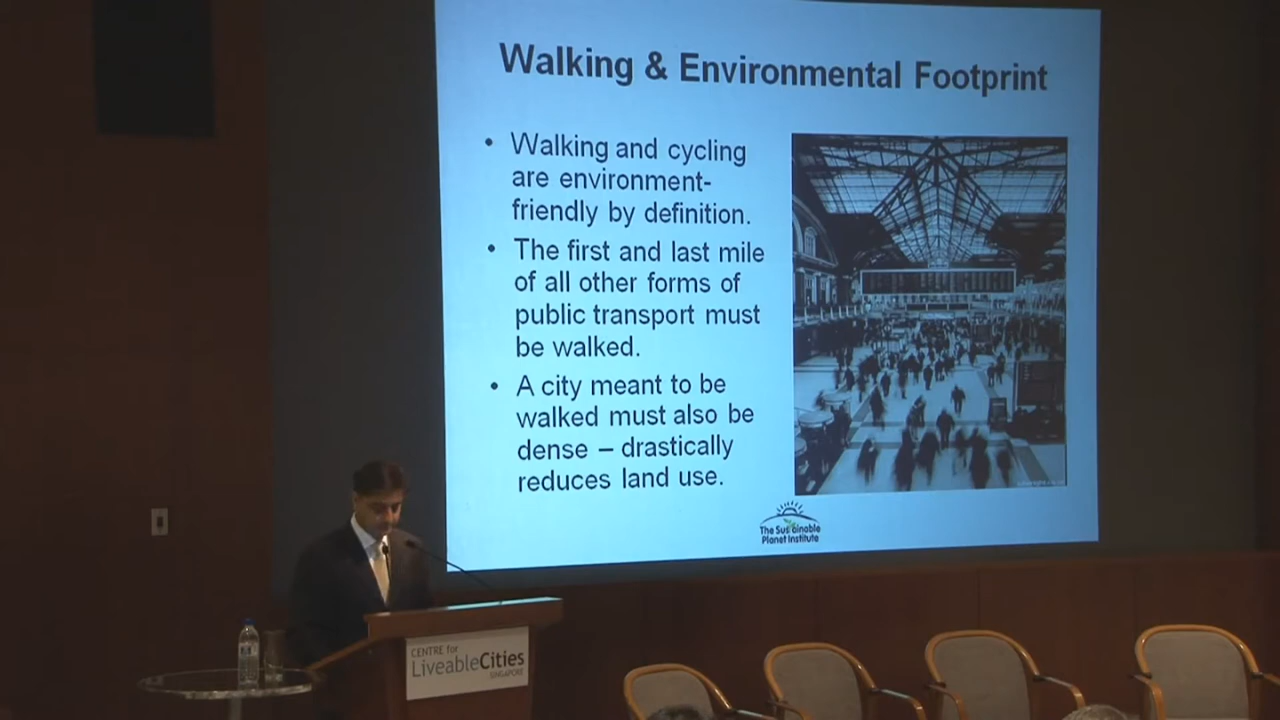 Walking & Environmental Footprint
• Walking and cycling
are environment-
friendly by definition.
• The first and last mile
of all other forms of
public transport must
be walked.
• A city meant to be
walked must also be
dense – drastically
reduces land use.
The Sustainable
Planet Institute
CENTRE for
LiveableCities
SINGAPORE